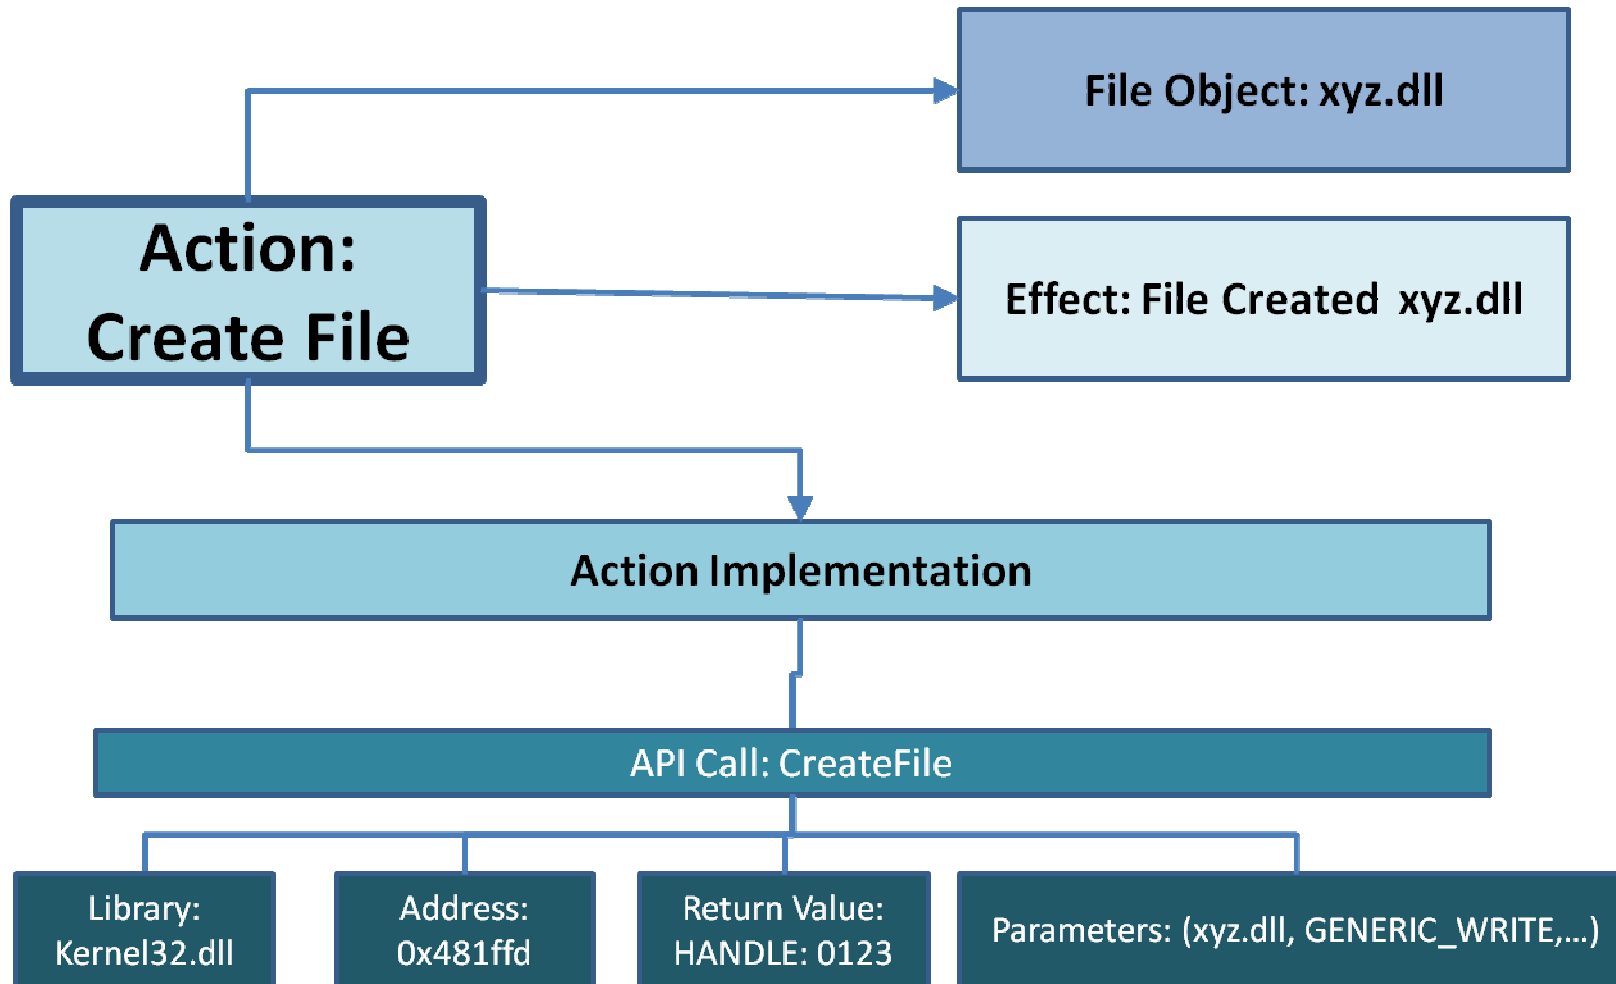 File Object: xyz.dll
Action:
Create File
Effect: File Created  xyz.dll
Action Implementation
API Call: CreateFile
Library:
Kernel32.dll
Address:
0x481ffd
Return Value:
HANDLE: 0123
Parameters: (xyz.dll, GENERIC_WRITE,...)